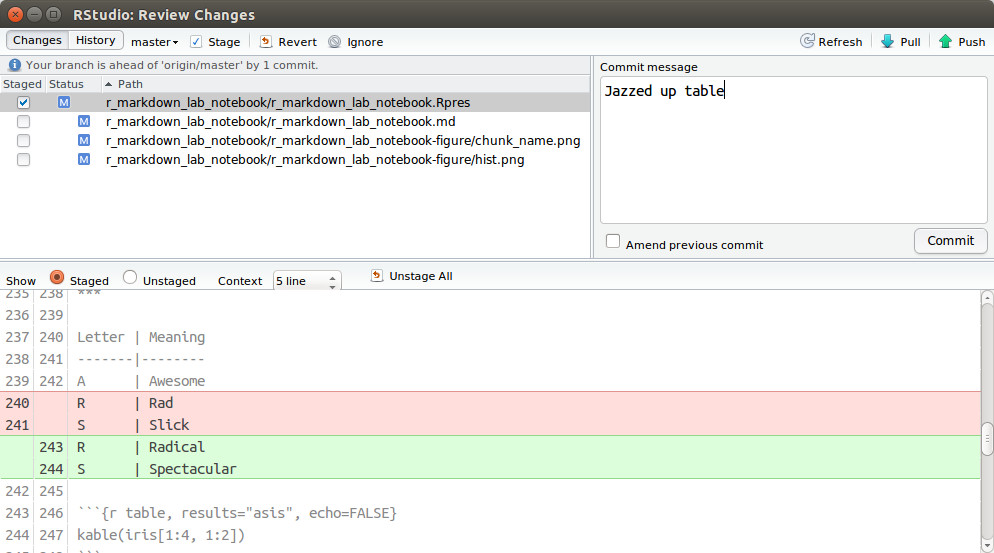 RStudio: Review Changes
Changes History master Stage Revert Ignore Refresh Pull Push
Your branch is ahead of 'origin/master' by 1 commit.
Staged Status Path
M r_markdown_lab_notebook/r_markdown_lab_notebook.Rpres
M r_markdown_lab_notebook/r_markdown_lab_notebook.md
M r_markdown_lab_notebook/r_markdown_lab_notebook-figure/chunk_name.png
M r_markdown_lab_notebook/r_markdown_lab_notebook-figure/hist.png
Commit message
Jazzed up table
Amend previous commit Commit
Show Staged Unstaged Context 5 line Unstage All
235 238 ***
236 239
237 240 Letter | Meaning
238 241 -------|--------
239 242 A | Awesome
240 R | Rad
241 S | Slick
243 R | Radical
244 S | Spectacular
242 245
243 246 ```{r table, results="asis", echo=FALSE}
244 247 kable(iris[1:4, 1:2])